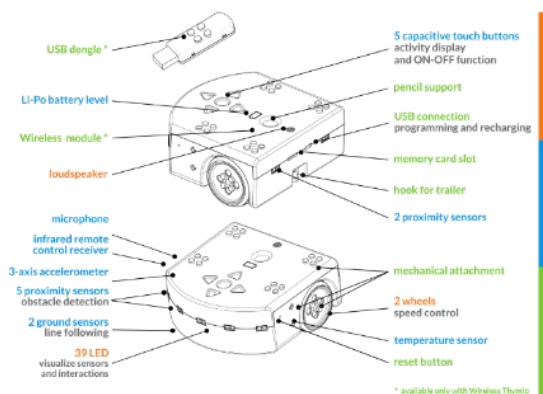 USB dongle *
5 capacitive touch buttons
activity display
and ON-OFF function
Li-Po battery level
pencil support
USB connection
programming and recharging
Wireless module *
memory card slot
loudspeaker
hook for trailer
2 proximity sensors
microphone
infrared remote
control receiver
3-axis accelerometer
mechanical attachment
5 proximity sensors
obstacle detection
2 wheels
speed control
2 ground sensors
line following
temperature sensor
39 LED
visualize sensors
and interactions
reset button
* available only with Wireless Thymio